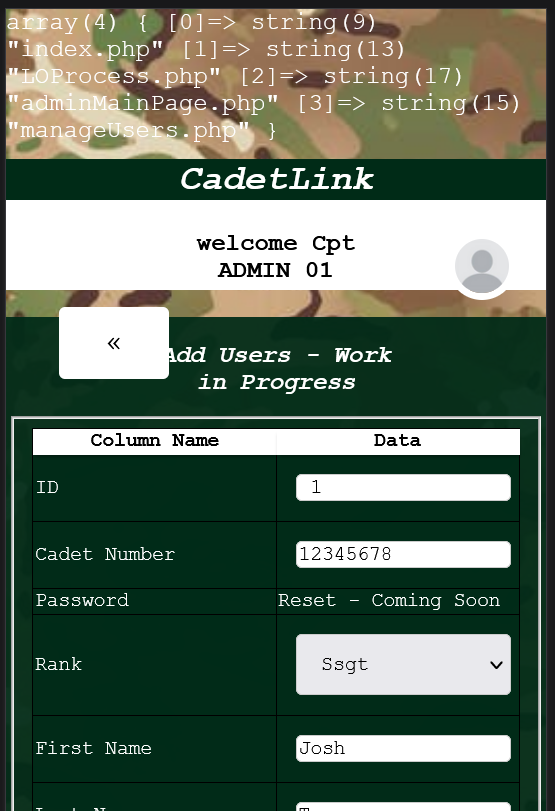 array(4) { [0]=> string(9)
"index.php" [1]=> string(13)
"LOProcess.php" [2]=> string(17)
"adminMainPage.php" [3]=> string(15)
"manageUsers.php" }
CadetLink
welcome Cpt
ADMIN 01
«
Add Users - Work
in Progress
Column Name Data
ID 1
Cadet Number 12345678
Password Reset - Coming Soon
Rank Ssgt
First Name Josh